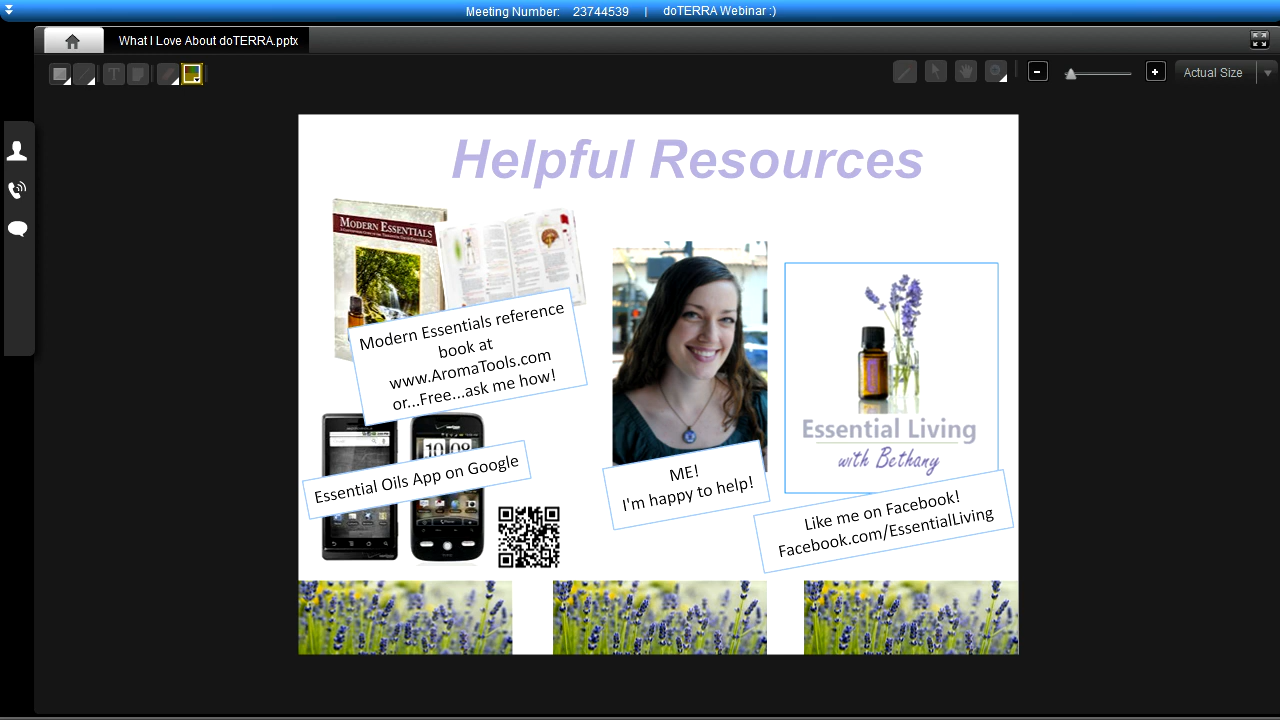 Meeting Number: 23744539 | doTERRA Webinar :)
What I Love About doTERRA.pptx
Actual Size
Helpful Resources
MODERN ESSENTIALS
Modern Essentials reference
book at
www.AromaTools.com
or...Free...ask me how!
Essential Oils App on Google
10 08
ME!
I'm happy to help!
Essential Living
with Bethany
Like me on Facebook!
Facebook.com/EssentialLiving